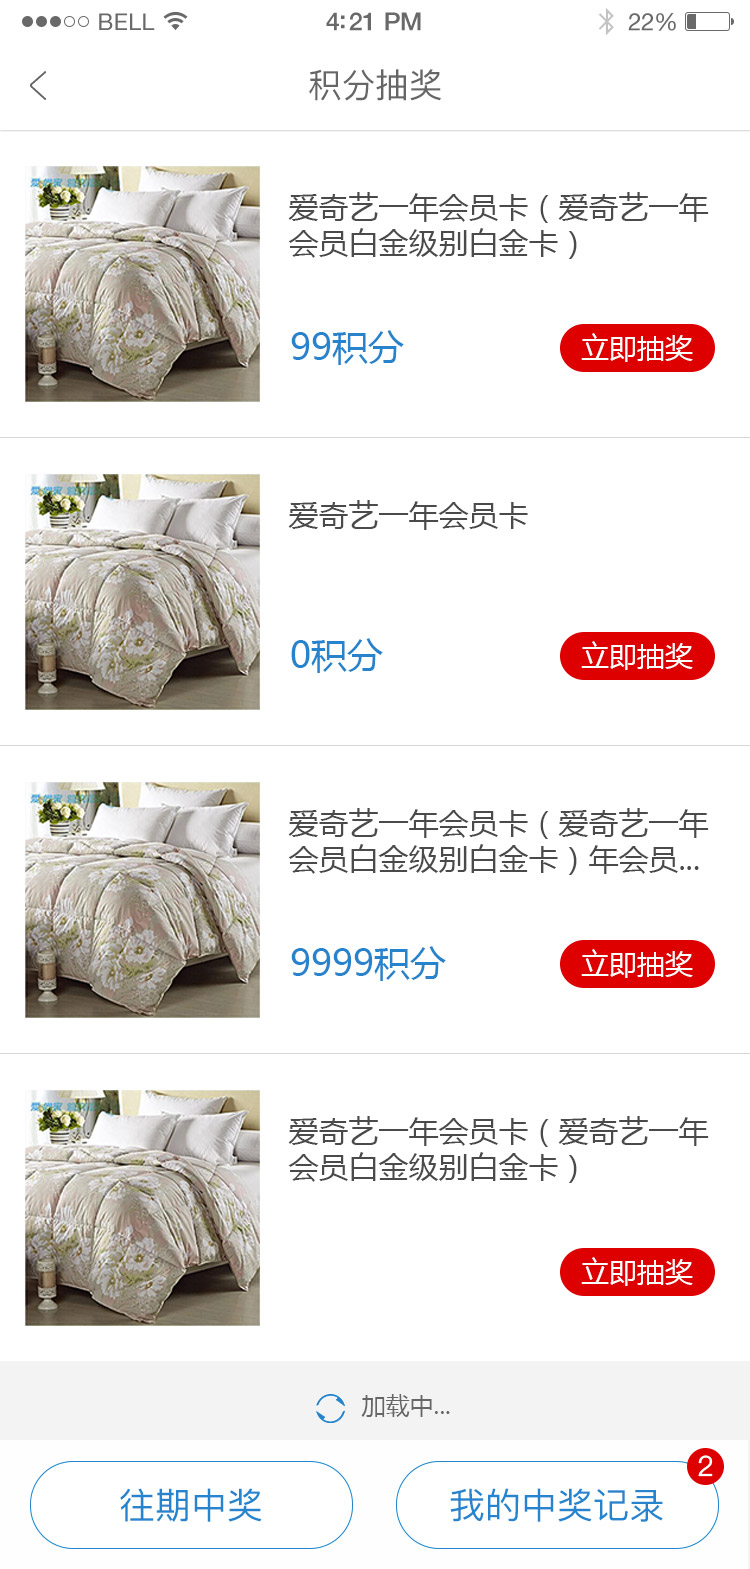 BELL 4:21 PM 22%
积分抽奖
爱奇艺一年会员卡（爱奇艺一年
会员白金级别白金卡）
99积分
立即抽奖
爱奇艺一年会员卡
0积分
立即抽奖
爱奇艺一年会员卡（爱奇艺一年
会员白金级别白金卡）年会员...
9999积分
立即抽奖
爱奇艺一年会员卡（爱奇艺一年
会员白金级别白金卡）
立即抽奖
加载中...
往期中奖
我的中奖记录
2